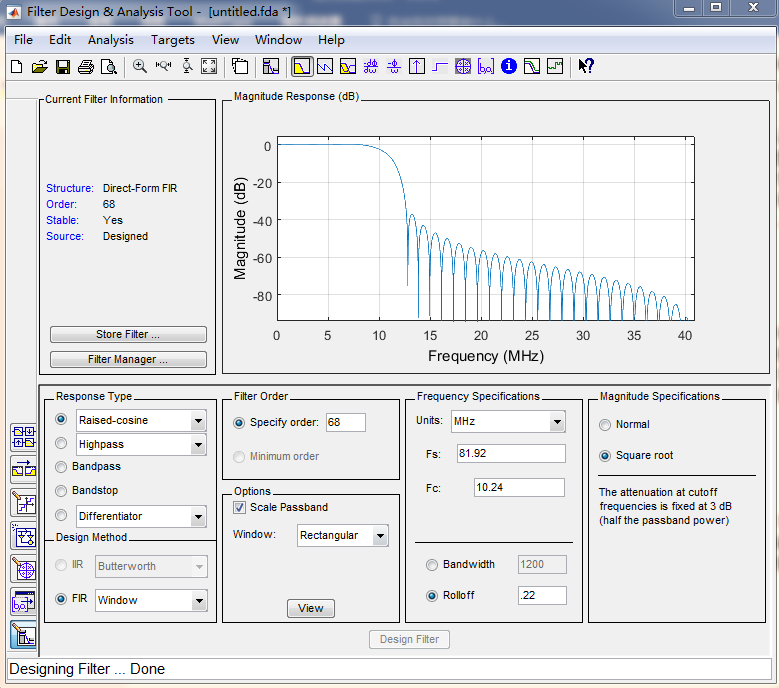 Filter Design & Analysis Tool - [untitled.fda *]
File Edit Analysis Targets View Window Help
Current Filter Information
Structure: Direct-Form FIR
Order: 68
Stable: Yes
Source: Designed
Store Filter ...
Filter Manager ...
Magnitude Response (dB)
Magnitude (dB)
0
-20
-40
-60
-80
0 5 10 15 20 25 30 35 40
Frequency (MHz)
Response Type
Raised-cosine
Highpass
Bandpass
Bandstop
Differentiator
Design Method
IIR Butterworth
FIR Window
Filter Order
Specify order: 68
Minimum order
Options
Scale Passband
Window: Rectangular
View
Frequency Specifications
Units: MHz
Fs: 81.92
Fc: 10.24
Bandwidth 1200
Rolloff .22
Magnitude Specifications
Normal
Square root
The attenuation at cutoff
frequencies is fixed at 3 dB
(half the passband power)
Design Filter
Designing Filter ... Done